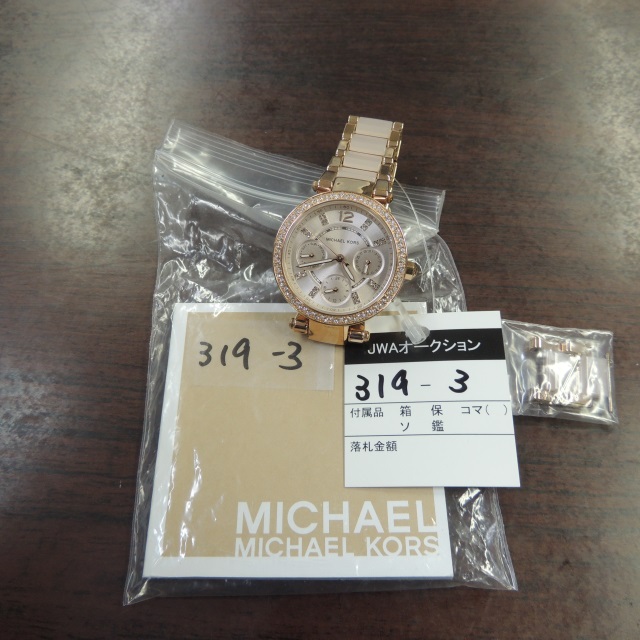 MICHAEL KORS
319-3
JWAオークション
319-3
付属品 箱 保 コマ( )
ソ 鑑
落札金額
MICHAEL
MICHAEL KORS